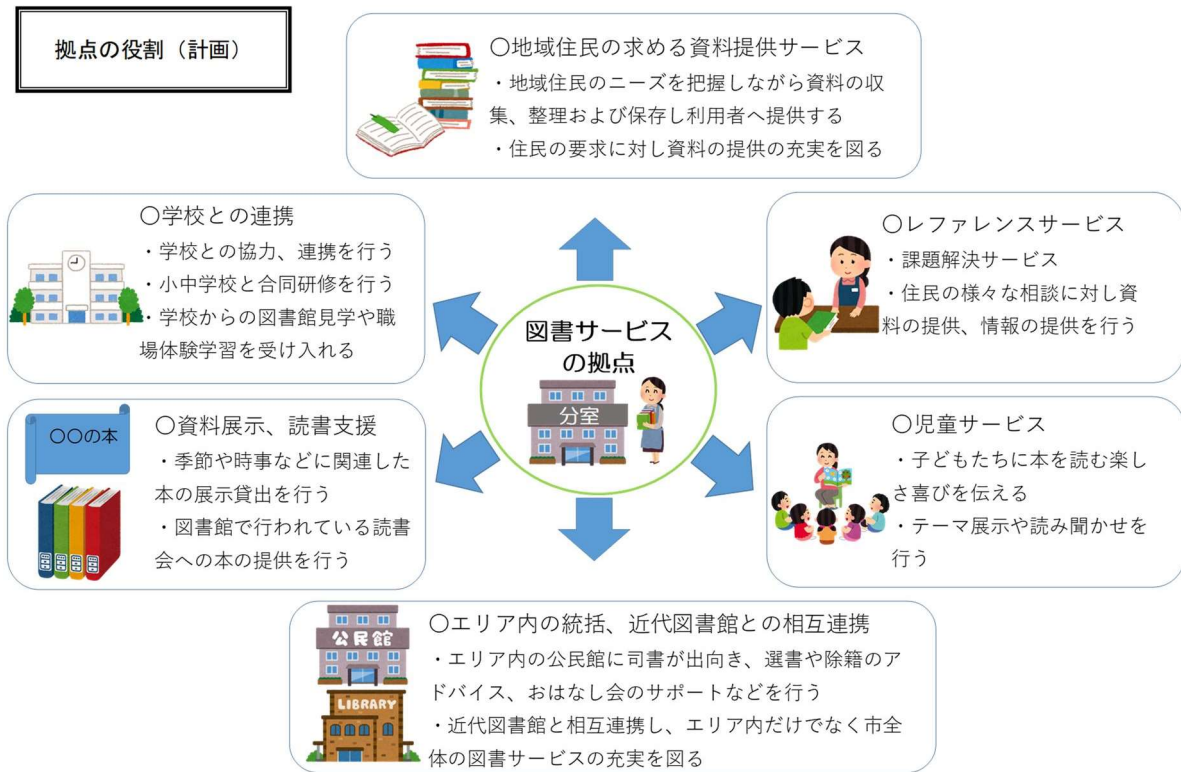 拠点の役割（計画）
〇地域住民の求める資料提供サービス
・地域住民のニーズを把握しながら資料の収
集、整理および保存し利用者へ提供する
・住民の要求に対し資料の提供の充実を図る
〇学校との連携
・学校との協力、連携を行う
・小中学校と合同研修を行う
・学校からの図書館見学や職
場体験学習を受け入れる
〇レファレンスサービス
・課題解決サービス
・住民の様々な相談に対し資
料の提供、情報の提供を行う
図書サービス
の拠点
分室
〇〇の本
〇資料展示、読書支援
・季節や時事などに関連した
本の展示貸出を行う
・図書館で行われている読書
会への本の提供を行う
〇児童サービス
・子どもたちに本を読む楽し
さ喜びを伝える
・テーマ展示や読み聞かせを
行う
公民館
LIBRARY
〇エリア内の統括、近代図書館との相互連携
・エリア内の公民館に司書が出向き、選書や除籍のア
ドバイス、おはなし会のサポートなどを行う
・近代図書館と相互連携し、エリア内だけでなく市全
体の図書サービスの充実を図る